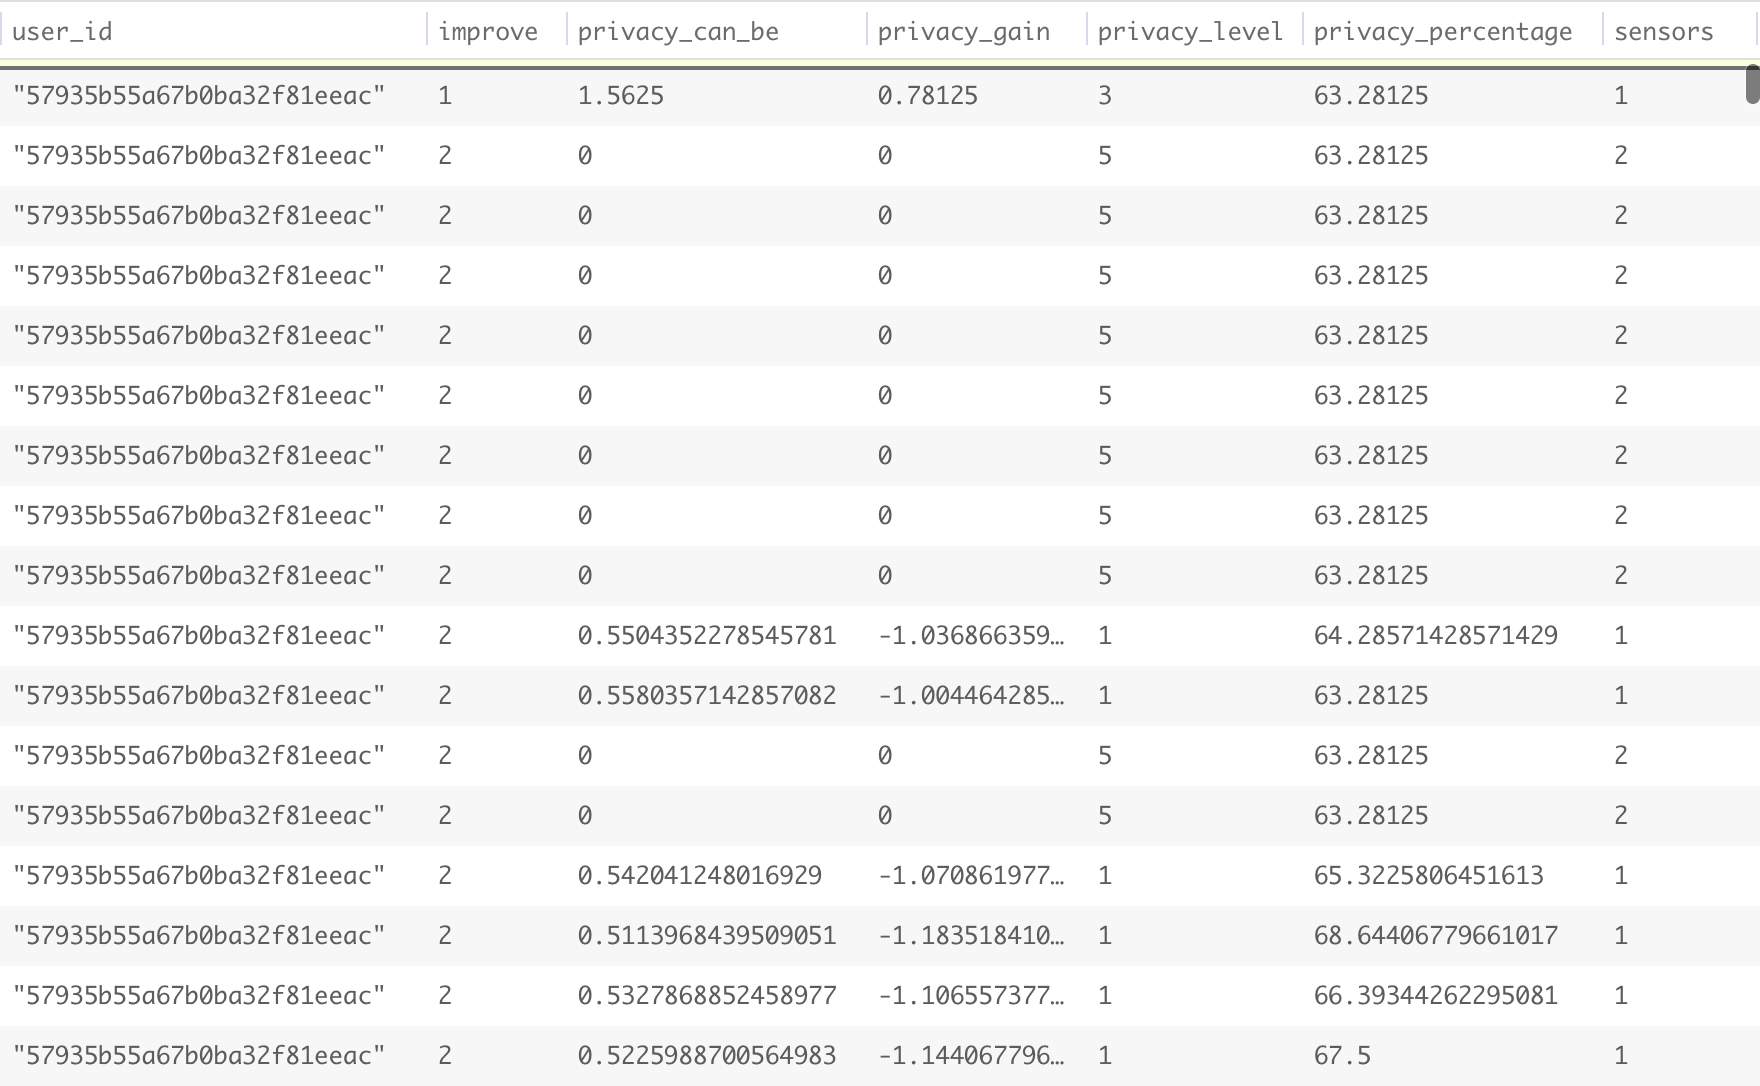 user_id improve privacy_can_be privacy_gain privacy_level privacy_percentage sensors
"57935b55a67b0ba32f81eeac" 1 1.5625 0.78125 3 63.28125 1
"57935b55a67b0ba32f81eeac" 2 0 0 5 63.28125 2
"57935b55a67b0ba32f81eeac" 2 0 0 5 63.28125 2
"57935b55a67b0ba32f81eeac" 2 0 0 5 63.28125 2
"57935b55a67b0ba32f81eeac" 2 0 0 5 63.28125 2
"57935b55a67b0ba32f81eeac" 2 0 0 5 63.28125 2
"57935b55a67b0ba32f81eeac" 2 0 0 5 63.28125 2
"57935b55a67b0ba32f81eeac" 2 0 0 5 63.28125 2
"57935b55a67b0ba32f81eeac" 2 0 0 5 63.28125 2
"57935b55a67b0ba32f81eeac" 2 0.5504352278545781 -1.036866359… 1 64.28571428571429 1
"57935b55a67b0ba32f81eeac" 2 0.5580357142857082 -1.004464285… 1 63.28125 1
"57935b55a67b0ba32f81eeac" 2 0 0 5 63.28125 2
"57935b55a67b0ba32f81eeac" 2 0 0 5 63.28125 2
"57935b55a67b0ba32f81eeac" 2 0.542041248016929 -1.070861977… 1 65.3225806451613 1
"57935b55a67b0ba32f81eeac" 2 0.5113968439509051 -1.183518410… 1 68.64406779661017 1
"57935b55a67b0ba32f81eeac" 2 0.5327868852458977 -1.106557377… 1 66.39344262295081 1
"57935b55a67b0ba32f81eeac" 2 0.5225988700564983 -1.144067796… 1 67.5 1